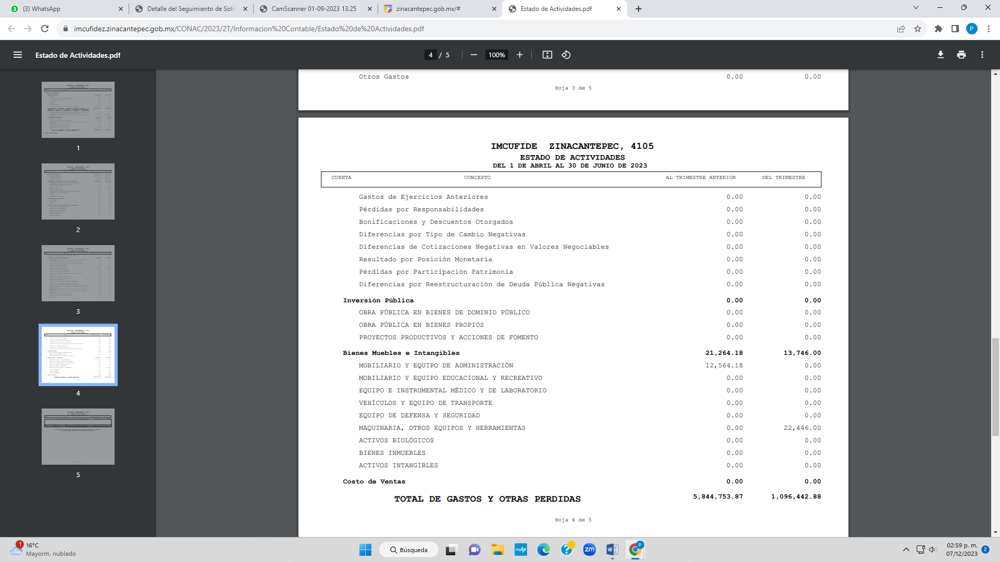 (3) WhatsApp
Detalle del Seguimiento de Solic
CamScanner 01-09-2023 13.25
zinacantepec.gob.mx/#
Estado de Actividades.pdf
imcufidez.zinacantepec.gob.mx/CONAC/2023/2T/Informacion%20Contable/Estado%20de%20Actividades.pdf
P
Estado de Actividades.pdf
4 / 5
100%
1
2
3
4
5
Otros Gastos 0.00 0.00
Hoja 3 de 5
IMCUFIDE ZINACANTEPEC, 4105
ESTADO DE ACTIVIDADES
DEL 1 DE ABRIL AL 30 DE JUNIO DE 2023
CUENTA CONCEPTO AL TRIMESTRE ANTERIOR DEL TRIMESTRE
Gastos de Ejercicios Anteriores 0.00 0.00
Pérdidas por Responsabilidades 0.00 0.00
Bonificaciones y Descuentos Otorgados 0.00 0.00
Diferencias por Tipo de Cambio Negativas 0.00 0.00
Diferencias de Cotizaciones Negativas en Valores Negociables 0.00 0.00
Resultado por Posición Monetaria 0.00 0.00
Pérdidas por Participación Patrimonia 0.00 0.00
Diferencias por Reestructuración de Deuda Pública Negativas 0.00 0.00
Inversión Pública 0.00 0.00
OBRA PÚBLICA EN BIENES DE DOMINIO PÚBLICO 0.00 0.00
OBRA PÚBLICA EN BIENES PROPIOS 0.00 0.00
PROYECTOS PRODUCTIVOS Y ACCIONES DE FOMENTO 0.00 0.00
Bienes Muebles e Intangibles 21,264.18 13,746.00
MOBILIARIO Y EQUIPO DE ADMINISTRACIÓN 12,564.18 0.00
MOBILIARIO Y EQUIPO EDUCACIONAL Y RECREATIVO 0.00 0.00
EQUIPO E INSTRUMENTAL MÉDICO Y DE LABORATORIO 0.00 0.00
VEHÍCULOS Y EQUIPO DE TRANSPORTE 0.00 0.00
EQUIPO DE DEFENSA Y SEGURIDAD 0.00 0.00
MAQUINARIA, OTROS EQUIPOS Y HERRAMIENTAS 0.00 22,446.00
ACTIVOS BIOLÓGICOS 0.00 0.00
BIENES INMUEBLES 0.00 0.00
ACTIVOS INTANGIBLES 0.00 0.00
Costo de Ventas 0.00 0.00
TOTAL DE GASTOS Y OTRAS PERDIDAS 5,844,753.87 1,096,442.88
Hoja 4 de 5
1
16°C
Mayorm. nublado
Búsqueda
myhp
zm
W
P
02:59 p. m.
07/12/2023
2